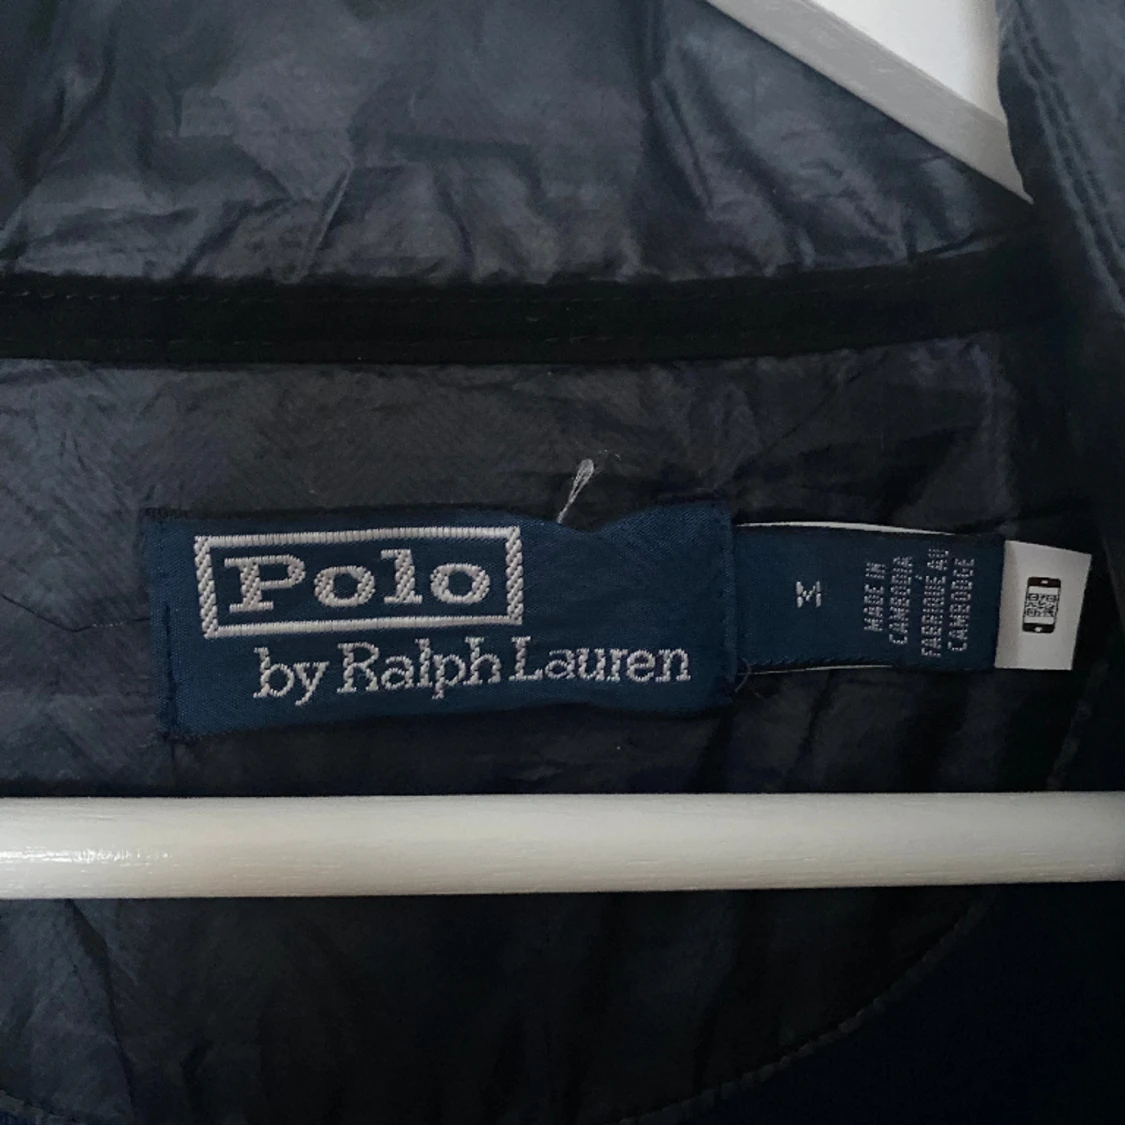 Polo
by Ralph Lauren
M
MADE IN
CAMBODIA
FABRIQUÉ AU
CAMBODGE